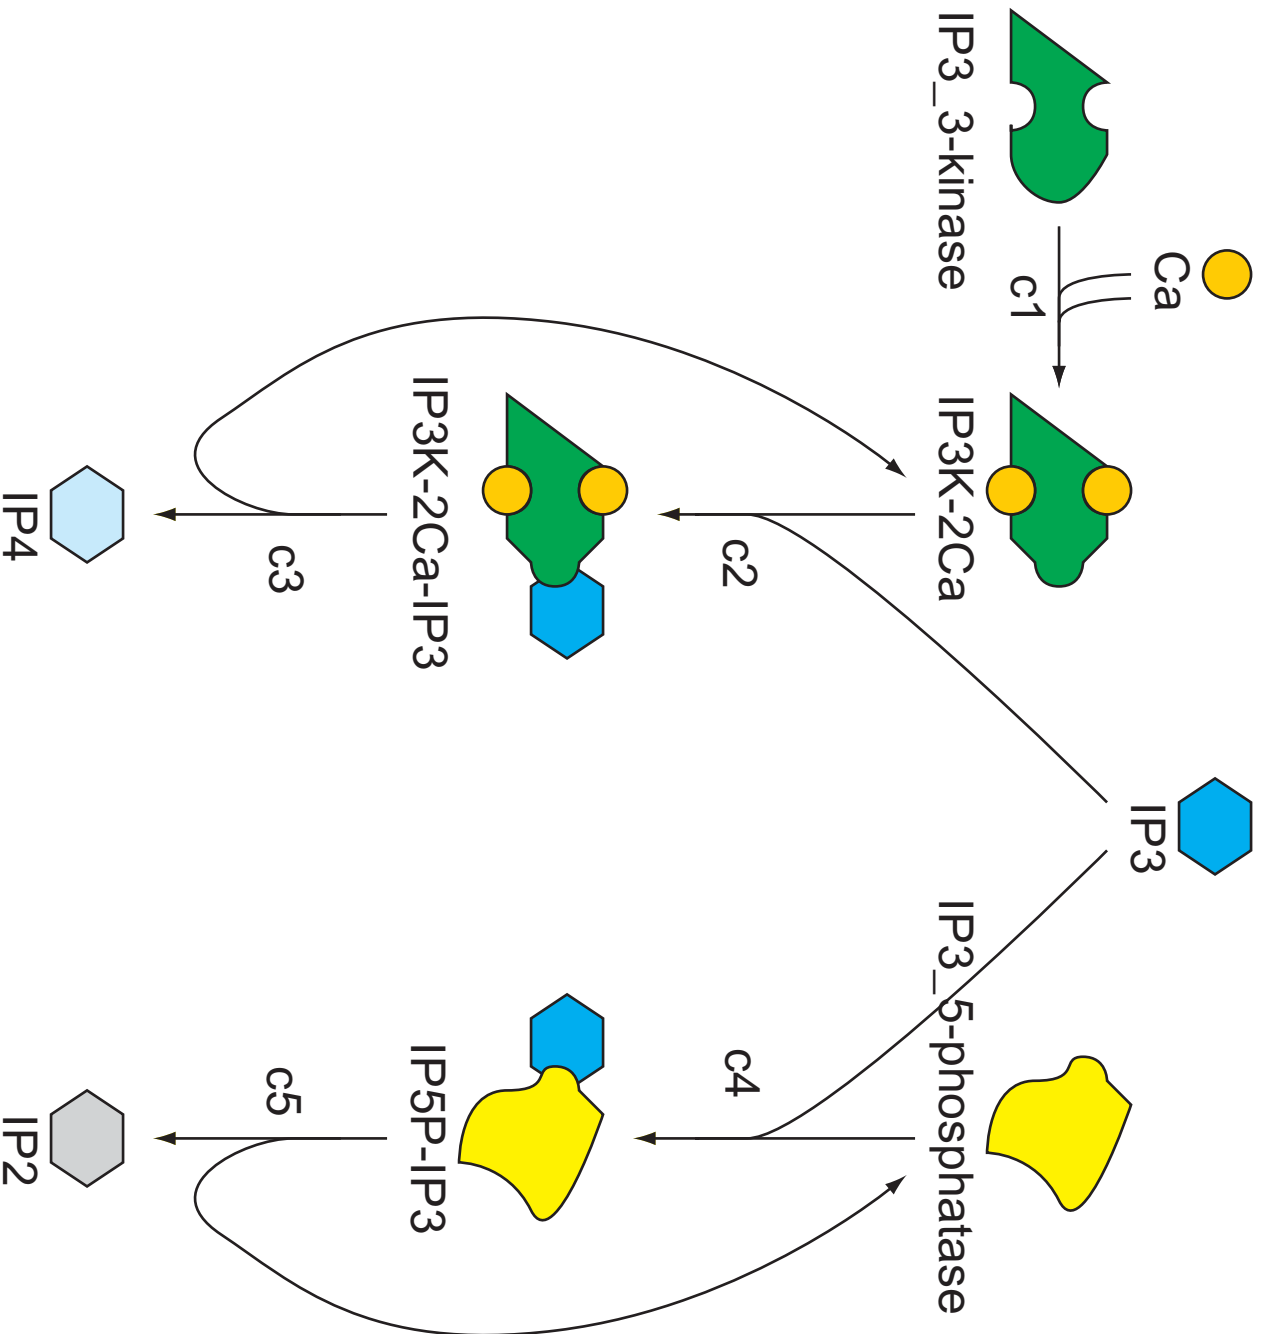 IP3
Ca
c1
IP3_3-kinase
IP3K-2Ca
IP3_5-phosphatase
c2
c4
IP3K-2Ca-IP3
IP5P-IP3
c3
c5
IP4
IP2